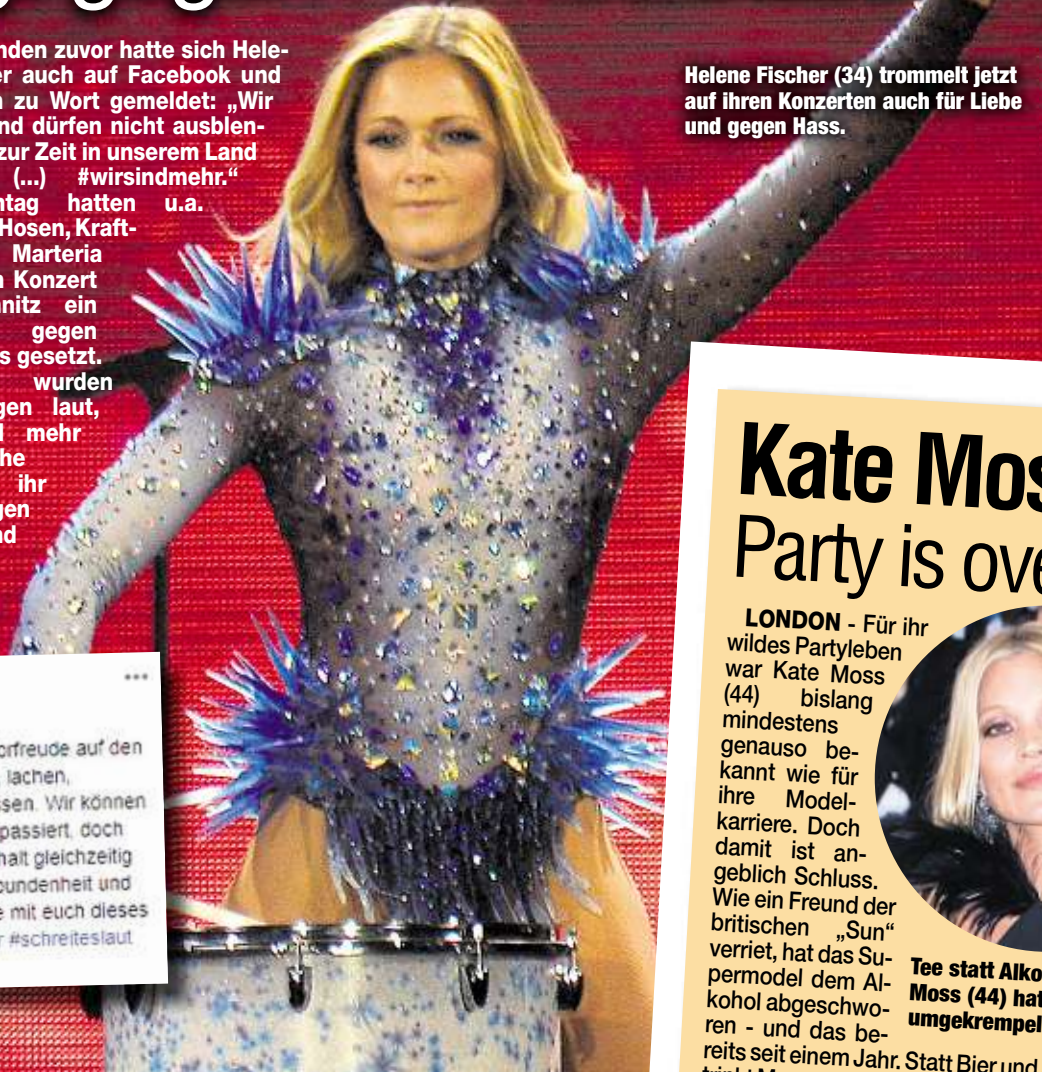 nden zuvor hatte sich Hele-
er auch auf Facebook und
n zu Wort gemeldet: „Wir
nd dürfen nicht ausblen-
zur Zeit in unserem Land
(...) #wirsindmehr.“
ntag hatten u.a.
Hosen, Kraft-
Marteria
n Konzert
nitz ein
gegen
s gesetzt.
wurden
gen laut,
l mehr
he
ihr
gen
nd
Helene Fischer (34) trommelt jetzt
auf ihren Konzerten auch für Liebe
und gegen Hass.
orfreude auf den
lachen,
ssen. Wir können
passiert, doch
halt gleichzeitig
bundenheit und
e mit euch dieses
r #schreiteslaut
Kate Mos
Party is ove
LONDON - Für ihr
wildes Partyleben
war Kate Moss
(44) bislang
mindestens
genauso be-
kannt wie für
ihre Model-
karriere. Doch
damit ist an-
geblich Schluss.
Wie ein Freund der
britischen „Sun“
verriet, hat das Su-
permodel dem Al-
kohol abgeschwo-
ren - und das be-
reits seit einem Jahr. Statt Bier und
Tee statt Alko
Moss (44) hat
umgekrempel